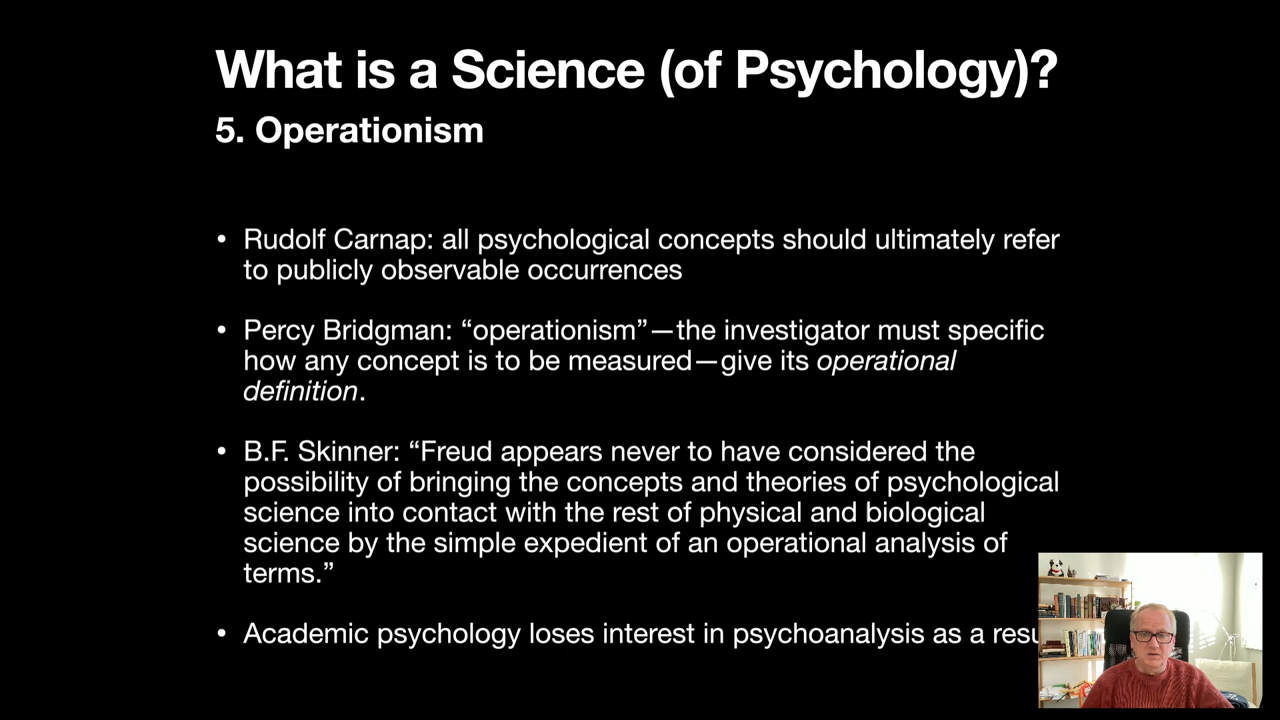 What is a Science (of Psychology)?
5. Operationism
• Rudolf Carnap: all psychological concepts should ultimately refer
to publicly observable occurrences
• Percy Bridgman: “operationism”—the investigator must specific
how any concept is to be measured—give its operational
definition.
• B.F. Skinner: “Freud appears never to have considered the
possibility of bringing the concepts and theories of psychological
science into contact with the rest of physical and biological
science by the simple expedient of an operational analysis of
terms.”
• Academic psychology loses interest in psychoanalysis as a